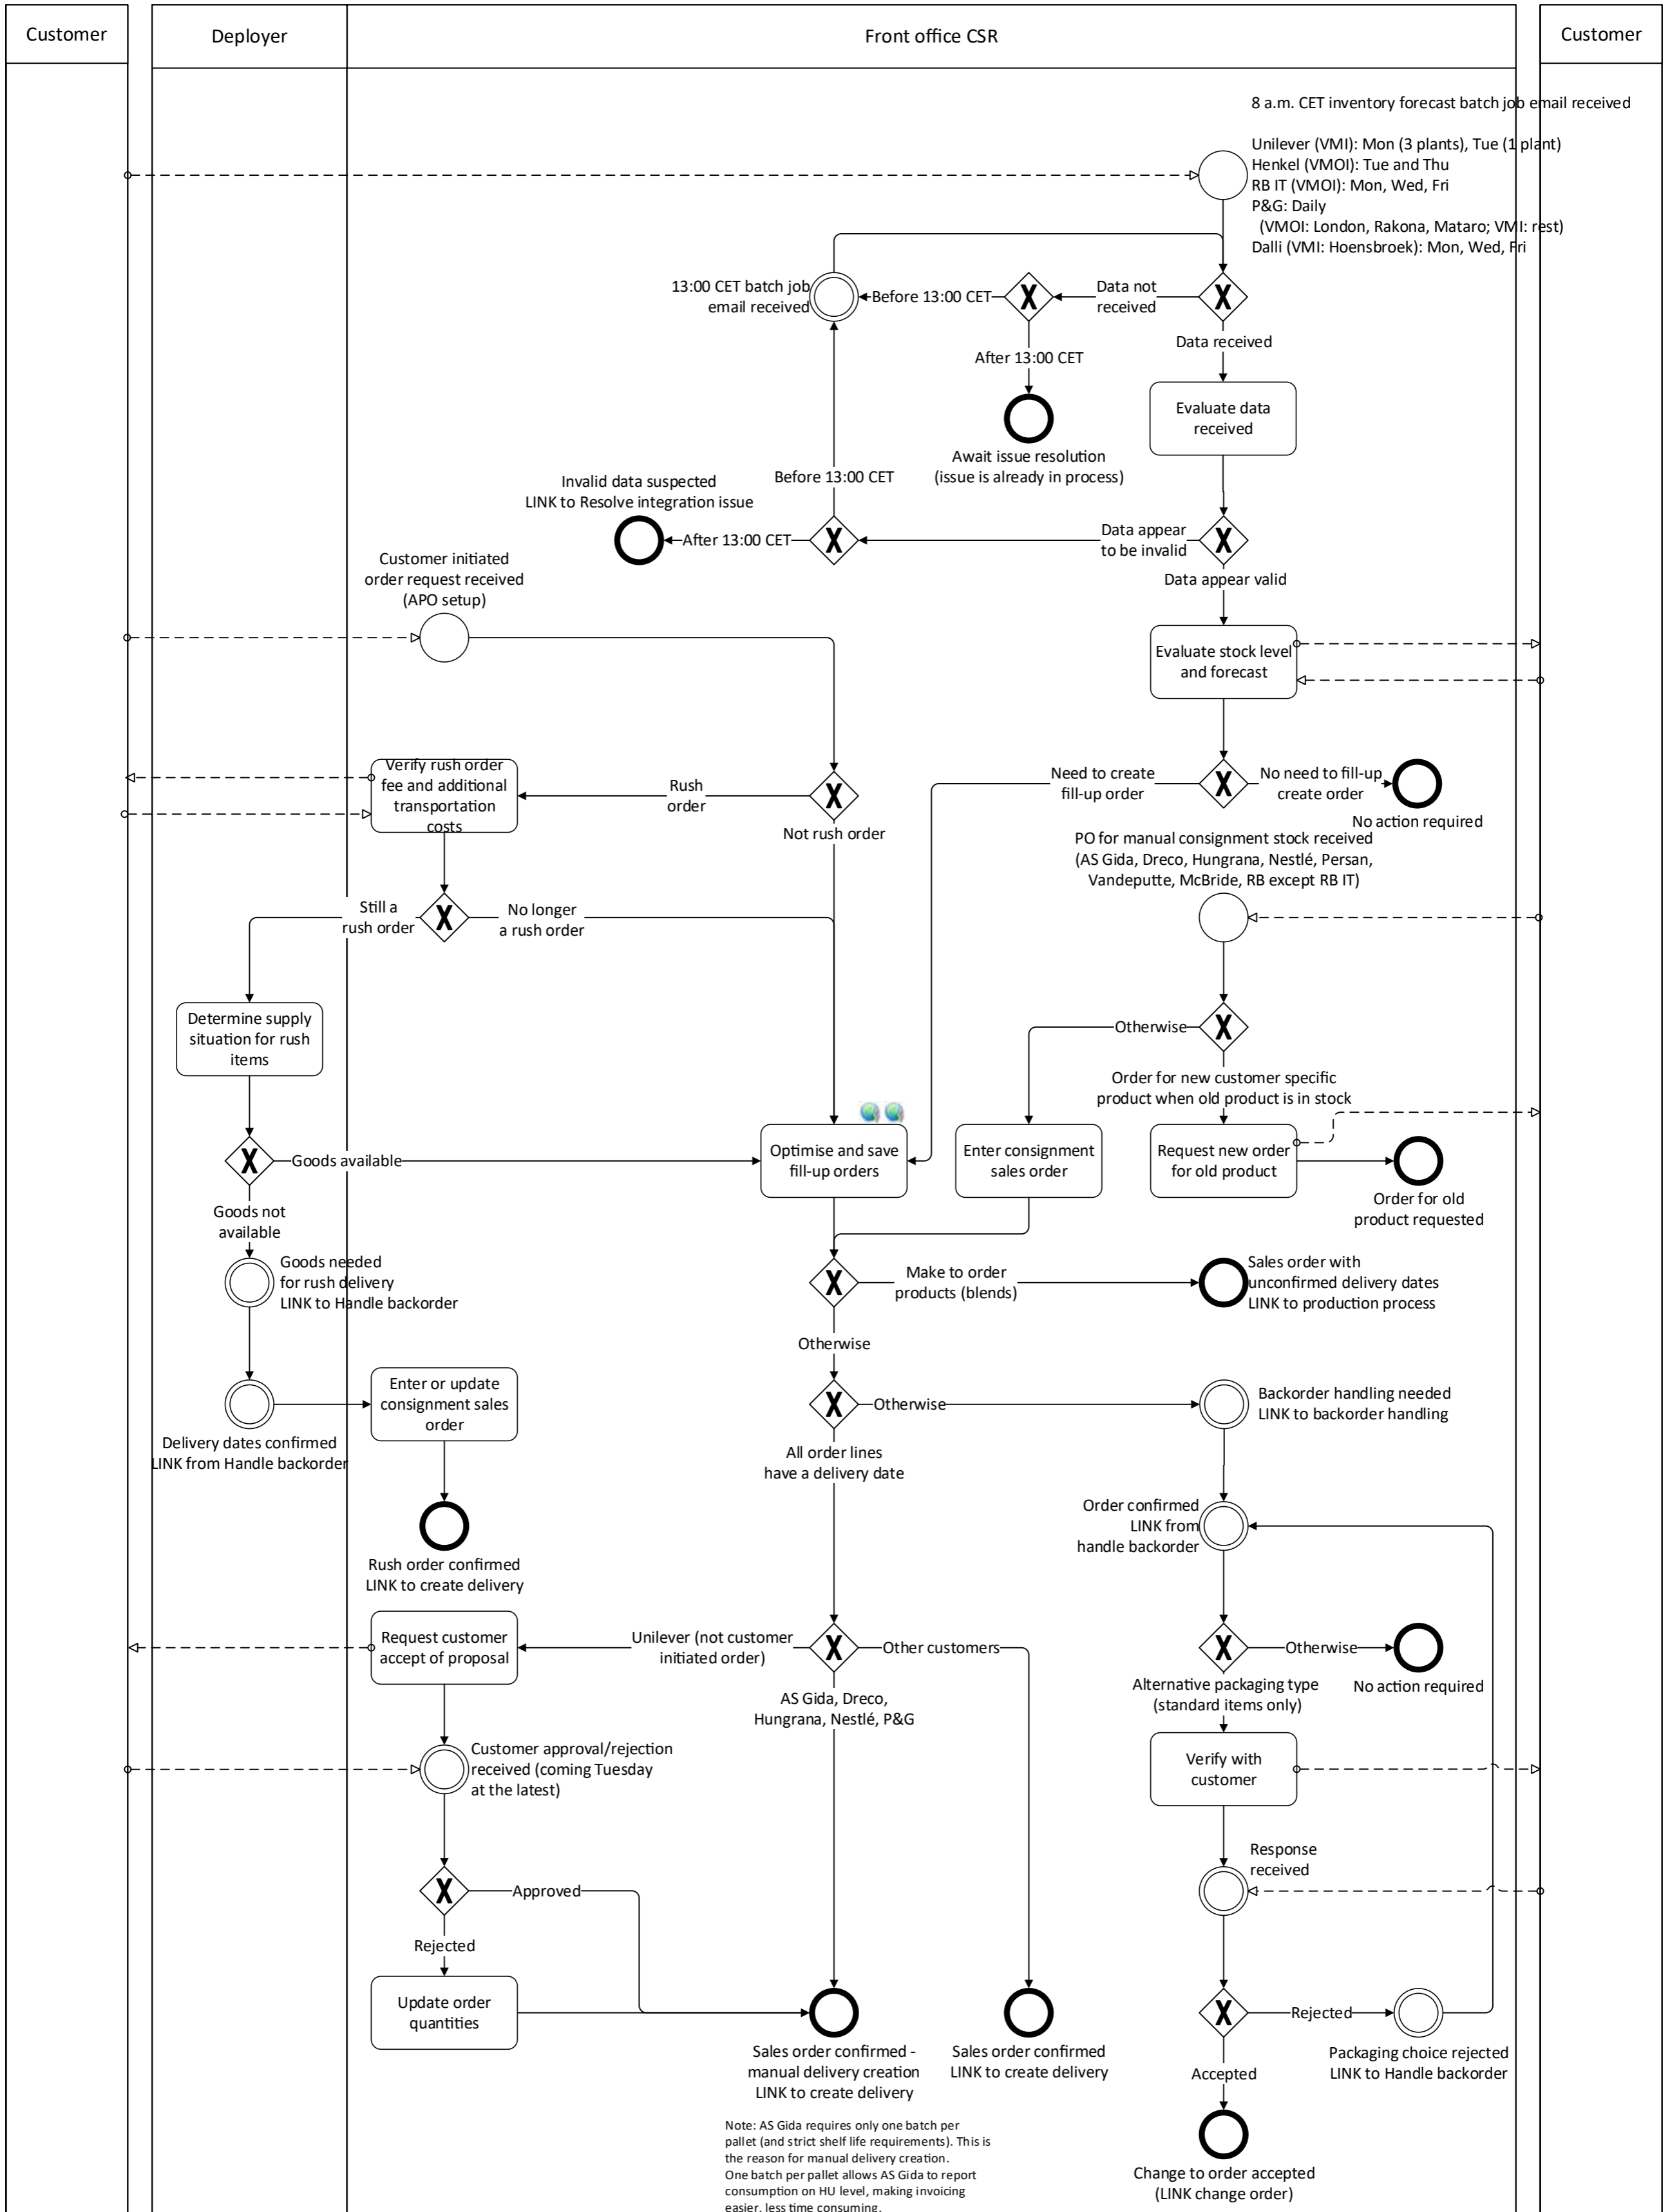 Customer
Deployer
Front office CSR
Customer
8 a.m. CET inventory forecast batch job email received
Unilever (VMI): Mon (3 plants), Tue (1 plant)
Henkel (VMOI): Tue and Thu
RB IT (VMOI): Mon, Wed, Fri
P&G: Daily
(VMOI: London, Rakona, Mataro; VMI: rest)
Dalli (VMI: Hoensbroek): Mon, Wed, Fri
13:00 CET batch job
email received
Before 13:00 CET
X
Data not
received
X
After 13:00 CET
Data received
Evaluate data
received
Await issue resolution
(issue is already in process)
Before 13:00 CET
Invalid data suspected
LINK to Resolve integration issue
After 13:00 CET
X
Data appear
to be invalid
X
Data appear valid
Customer initiated
order request received
(APO setup)
Evaluate stock level
and forecast
Verify rush order
fee and additional
transportation
costs
Rush
order
X
Not rush order
Need to create
fill-up order
X
No need to fill-up
create order
No action required
PO for manual consignment stock received
(AS Gida, Dreco, Hungrana, Nestlé, Persan,
Vandeputte, McBride, RB except RB IT)
Still a
rush order
X
No longer
a rush order
Determine supply
situation for rush
items
Otherwise
X
Order for new customer specific
product when old product is in stock
X
Goods available
Optimise and save
fill-up orders
Enter consignment
sales order
Request new order
for old product
Order for old
product requested
Goods not
available
Goods needed
for rush delivery
LINK to Handle backorder
X
Make to order
products (blends)
Sales order with
unconfirmed delivery dates
LINK to production process
Otherwise
Delivery dates confirmed
LINK from Handle backorder
Enter or update
consignment sales
order
X
Otherwise
Backorder handling needed
LINK to backorder handling
All order lines
have a delivery date
Order confirmed
LINK from
handle backorder
Rush order confirmed
LINK to create delivery
Request customer
accept of proposal
Unilever (not customer
initiated order)
X
Other customers
X
Otherwise
No action required
AS Gida, Dreco,
Hungrana, Nestlé, P&G
Alternative packaging type
(standard items only)
Customer approval/rejection
received (coming Tuesday
at the latest)
Verify with
customer
Response
received
X
Approved
Rejected
Update order
quantities
X
Rejected
Sales order confirmed -
manual delivery creation
LINK to create delivery
Sales order confirmed
LINK to create delivery
Packaging choice rejected
LINK to Handle backorder
Accepted
Note: AS Gida requires only one batch per
pallet (and strict shelf life requirements). This is
the reason for manual delivery creation.
One batch per pallet allows AS Gida to report
consumption on HU level, making invoicing
easier, less time consuming.
Change to order accepted
(LINK change order)